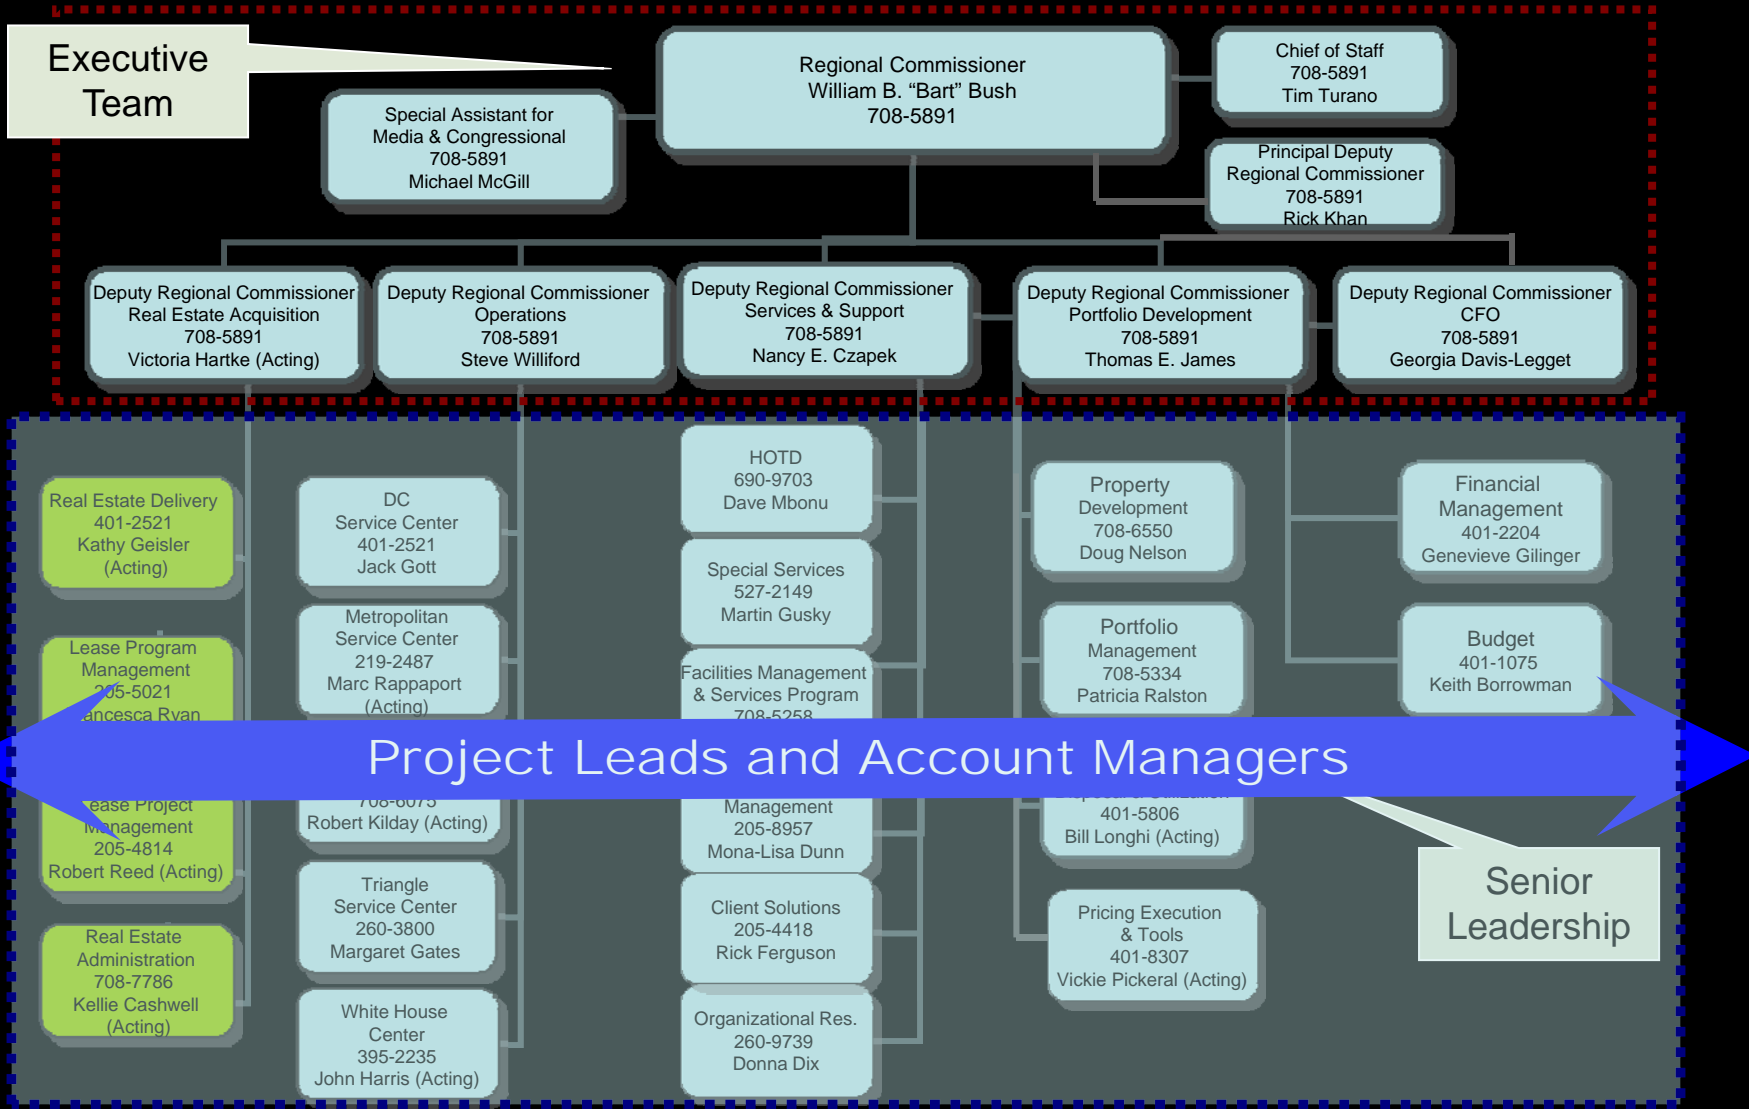 Executive
Team
Regional Commissioner
William B. “Bart” Bush
708-5891
Chief of Staff
708-5891
Tim Turano
Special Assistant for
Media & Congressional
708-5891
Michael McGill
Principal Deputy
Regional Commissioner
708-5891
Rick Khan
Deputy Regional Commissioner
Real Estate Acquisition
708-5891
Victoria Hartke (Acting)
Deputy Regional Commissioner
Operations
708-5891
Steve Williford
Deputy Regional Commissioner
Services & Support
708-5891
Nancy E. Czapek
Deputy Regional Commissioner
Portfolio Development
708-5891
Thomas E. James
Deputy Regional Commissioner
CFO
708-5891
Georgia Davis-Legget
Real Estate Delivery
401-2521
Kathy Geisler
(Acting)
Lease Program
Management
205-5021
Ryan
Project
Management
205-4814
Robert Reed (Acting)
Real Estate
Administration
708-7786
Kellie Cashwell
(Acting)
DC
Service Center
401-2521
Jack Gott
Metropolitan
Service Center
219-2487
Marc Rappaport
(Acting)
708-6075
Robert Kilday (Acting)
Triangle
Service Center
260-3800
Margaret Gates
White House
Center
395-2235
John Harris (Acting)
HOTD
690-9703
Dave Mbonu
Special Services
527-2149
Martin Gusky
Facilities Management
& Services Program
708-5258
Management
205-8957
Mona-Lisa Dunn
Client Solutions
205-4418
Rick Ferguson
Organizational Res.
260-9739
Donna Dix
Property
Development
708-6550
Doug Nelson
Portfolio
Management
708-5334
Patricia Ralston
401-5806
Bill Longhi (Acting)
Pricing Execution
& Tools
401-8307
Vickie Pickeral (Acting)
Financial
Management
401-2204
Genevieve Gilinger
Budget
401-1075
Keith Borrowman
Project Leads and Account Managers
Senior
Leadership